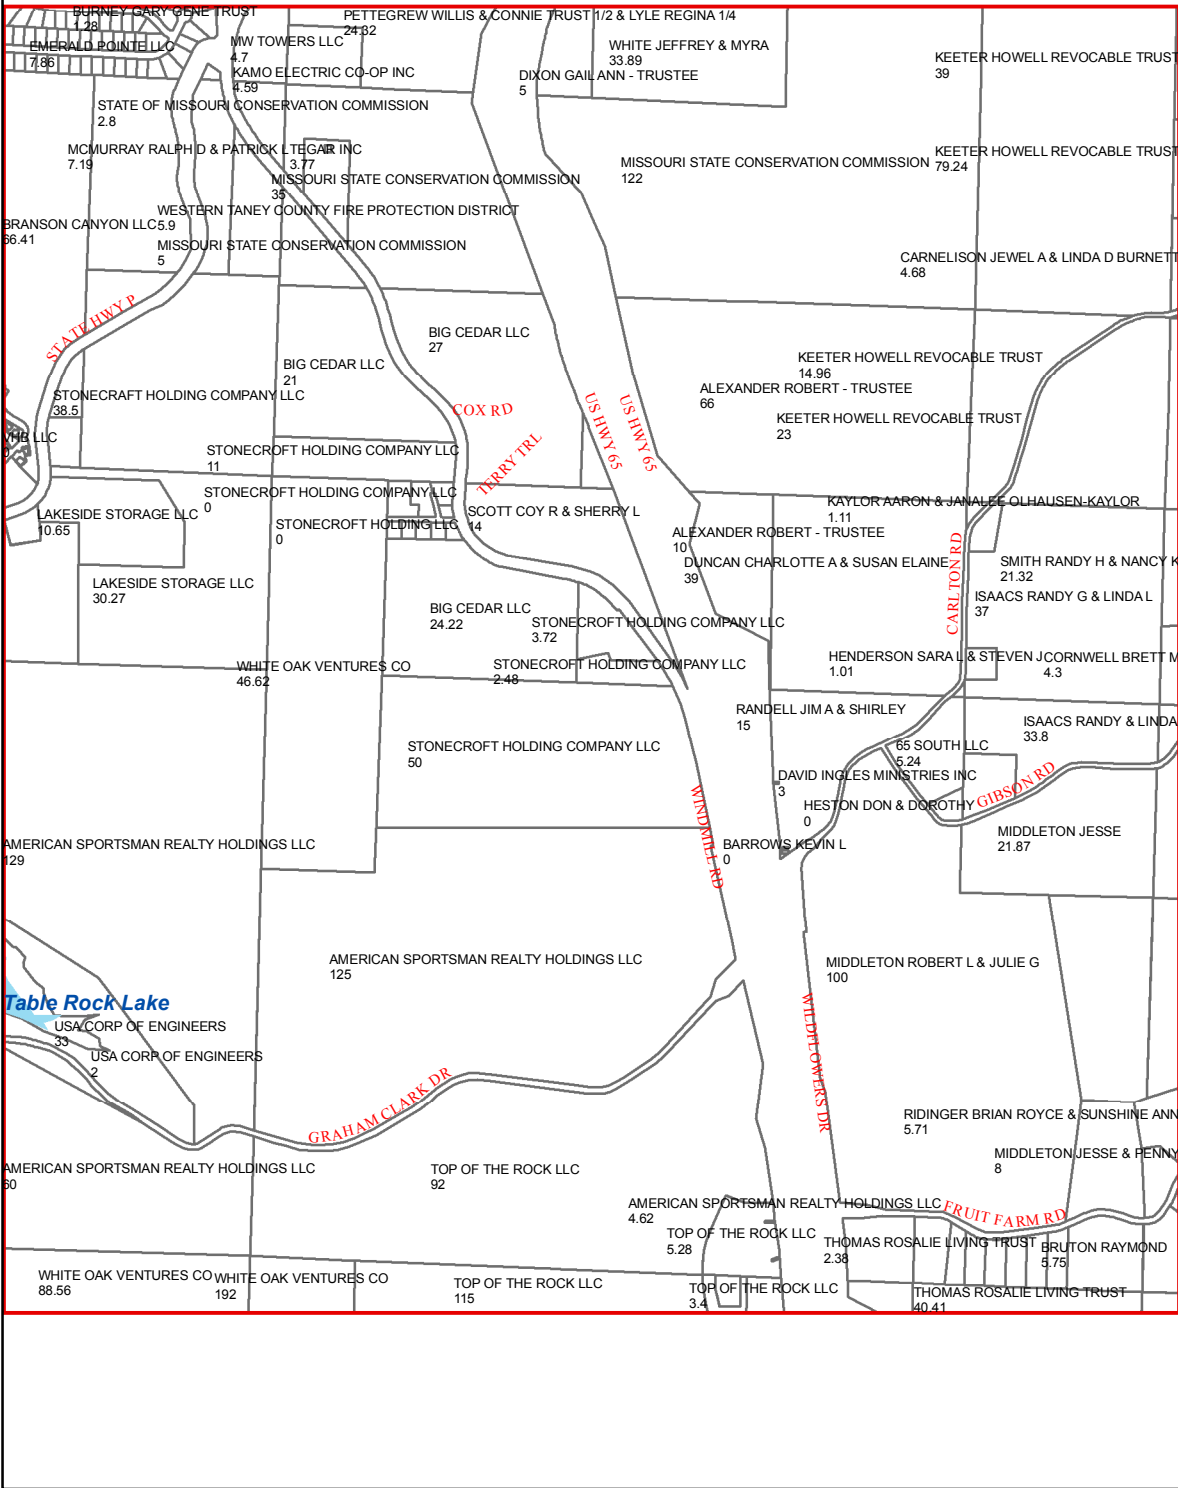 BURNEY GARY GENE TRUST
1.28
PETTEGREW WILLIS & CONNIE TRUST 1/2 & LYLE REGINA 1/4
24.32
EMERALD POINTE LLC
7.86
MW TOWERS LLC
4.7
WHITE JEFFREY & MYRA
33.89
KEETER HOWELL REVOCABLE TRUST
39
KAMO ELECTRIC CO-OP INC
4.59
DIXON GAIL ANN - TRUSTEE
5
STATE OF MISSOURI CONSERVATION COMMISSION
2.8
MCMURRAY RALPH D & PATRICK L
7.19
TEGAR INC
3.77
MISSOURI STATE CONSERVATION COMMISSION
122
KEETER HOWELL REVOCABLE TRUST
79.24
MISSOURI STATE CONSERVATION COMMISSION
35
WESTERN TANEY COUNTY FIRE PROTECTION DISTRICT
5.9
BRANSON CANYON LLC
66.41
MISSOURI STATE CONSERVATION COMMISSION
5
CARNELISON JEWEL A & LINDA D BURNETT
4.68
STATE HWY P
BIG CEDAR LLC
27
BIG CEDAR LLC
21
KEETER HOWELL REVOCABLE TRUST
14.96
ALEXANDER ROBERT - TRUSTEE
66
STONECRAFT HOLDING COMPANY LLC
38.5
COX RD
US HWY 65
US HWY 65
KEETER HOWELL REVOCABLE TRUST
23
VHB LLC
0
STONECROFT HOLDING COMPANY LLC
11
TERRY TRL
STONECROFT HOLDING COMPANY LLC
0
KAYLOR AARON & JANALEE OLHAUSEN-KAYLOR
1.11
LAKESIDE STORAGE LLC
10.65
STONECROFT HOLDING LLC
0
SCOTT COY R & SHERRY L
14
ALEXANDER ROBERT - TRUSTEE
10
DUNCAN CHARLOTTE A & SUSAN ELAINE
39
CARLTON RD
SMITH RANDY H & NANCY K
21.32
LAKESIDE STORAGE LLC
30.27
ISAACS RANDY G & LINDA L
37
BIG CEDAR LLC
24.22
STONECROFT HOLDING COMPANY LLC
3.72
WHITE OAK VENTURES CO
46.62
STONECROFT HOLDING COMPANY LLC
2.48
HENDERSON SARA L & STEVEN J
1.01
CORNWELL BRETT M
4.3
RANDELL JIM A & SHIRLEY
15
ISAACS RANDY & LINDA
33.8
STONECROFT HOLDING COMPANY LLC
50
65 SOUTH LLC
5.24
DAVID INGLES MINISTRIES INC
3
GIBSON RD
WINDMILL RD
HESTON DON & DOROTHY
0
MIDDLETON JESSE
21.87
AMERICAN SPORTSMAN REALTY HOLDINGS LLC
129
BARROWS KEVIN L
0
AMERICAN SPORTSMAN REALTY HOLDINGS LLC
125
MIDDLETON ROBERT L & JULIE G
100
Table Rock Lake
WILDFLOWERS DR
USA CORP OF ENGINEERS
33
USA CORP OF ENGINEERS
2
GRAHAM CLARK DR
RIDINGER BRIAN ROYCE & SUNSHINE ANN
5.71
MIDDLETON JESSE & PENNY
8
AMERICAN SPORTSMAN REALTY HOLDINGS LLC
60
TOP OF THE ROCK LLC
92
AMERICAN SPORTSMAN REALTY HOLDINGS LLC
4.62
FRUIT FARM RD
TOP OF THE ROCK LLC
5.28
THOMAS ROSALIE LIVING TRUST
2.38
BRUTON RAYMOND
5.75
WHITE OAK VENTURES CO
88.56
WHITE OAK VENTURES CO
192
TOP OF THE ROCK LLC
115
TOP OF THE ROCK LLC
3.4
THOMAS ROSALIE LIVING TRUST
40.41